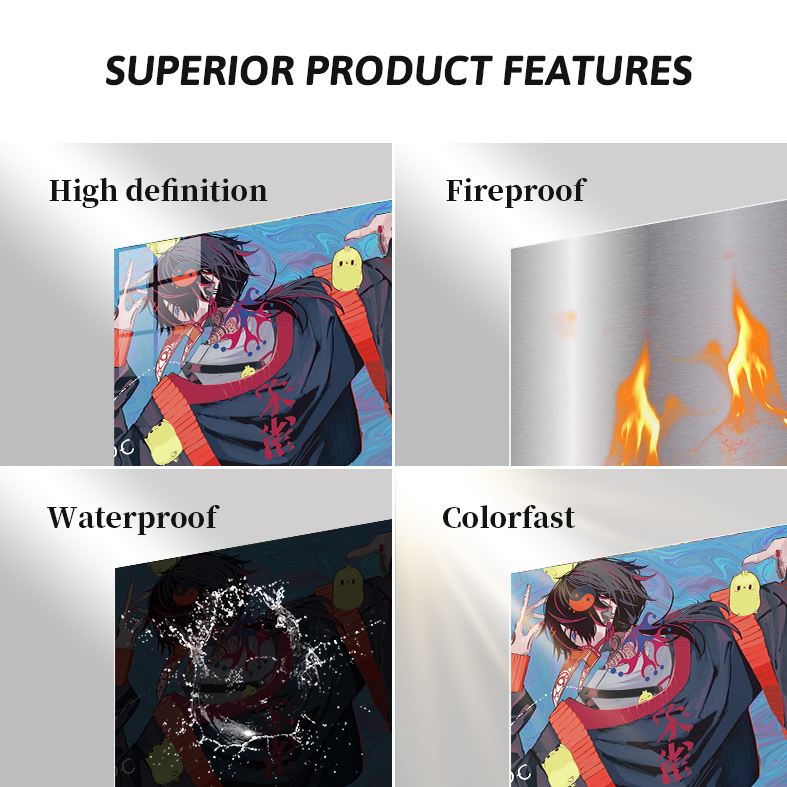 SUPERIOR PRODUCT FEATURES
High definition
Fireproof
Waterproof
Colorfast